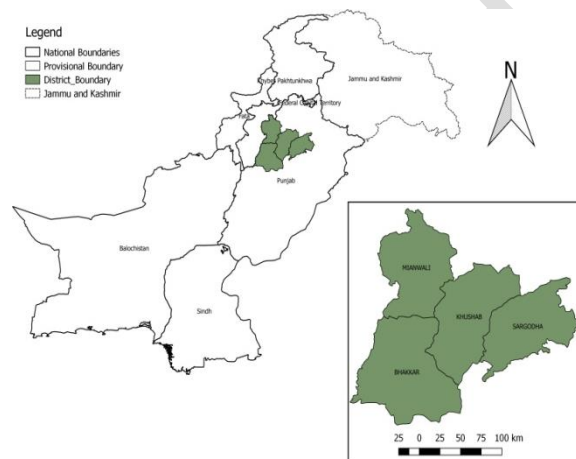 Legend
National Boundaries
Provisional Boundary
District_Boundary
Jammu and Kashmir
N
Khyber Pakhtunkhwa
Jammu and Kashmir
Federal Capital Territory
Fata
Punjab
Balochistan
Sindh
MIANWALI
KHUSHAB
SARGODHA
BHAKKAR
25 0 25 50 75 100 km